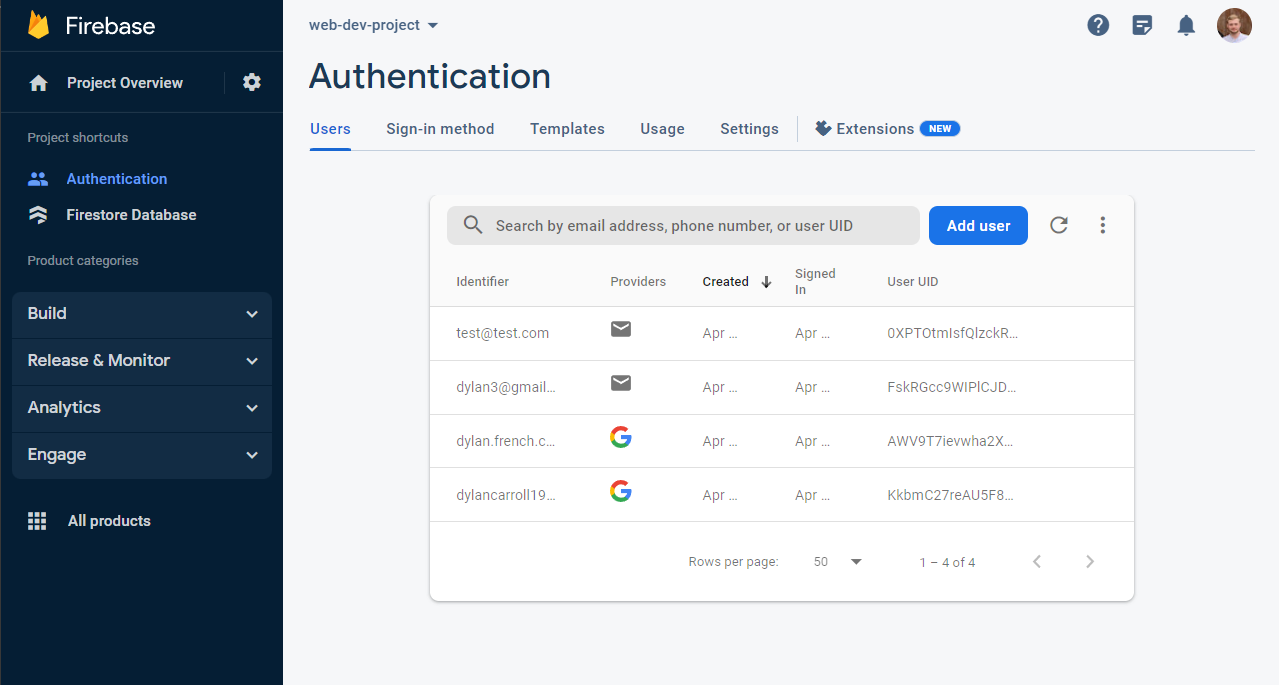 Firebase
Project Overview
Project shortcuts
Authentication
Firestore Database
Product categories
Build
Release & Monitor
Analytics
Engage
All products
web-dev-project
Authentication
Users Sign-in method Templates Usage Settings Extensions NEW
Search by email address, phone number, or user UID Add user
Identifier Providers Created Signed In User UID
test@test.com Apr ... Apr ... 0XPTOtmIsfQlzckR...
dylan3@gmail... Apr ... Apr ... FskRGcc9WIPlCJD...
dylan.french.c... Apr ... Apr ... AWV9T7ievwha2X...
dylancarroll19... Apr ... Apr ... KkbmC27reAU5F8...
Rows per page: 50 1 – 4 of 4